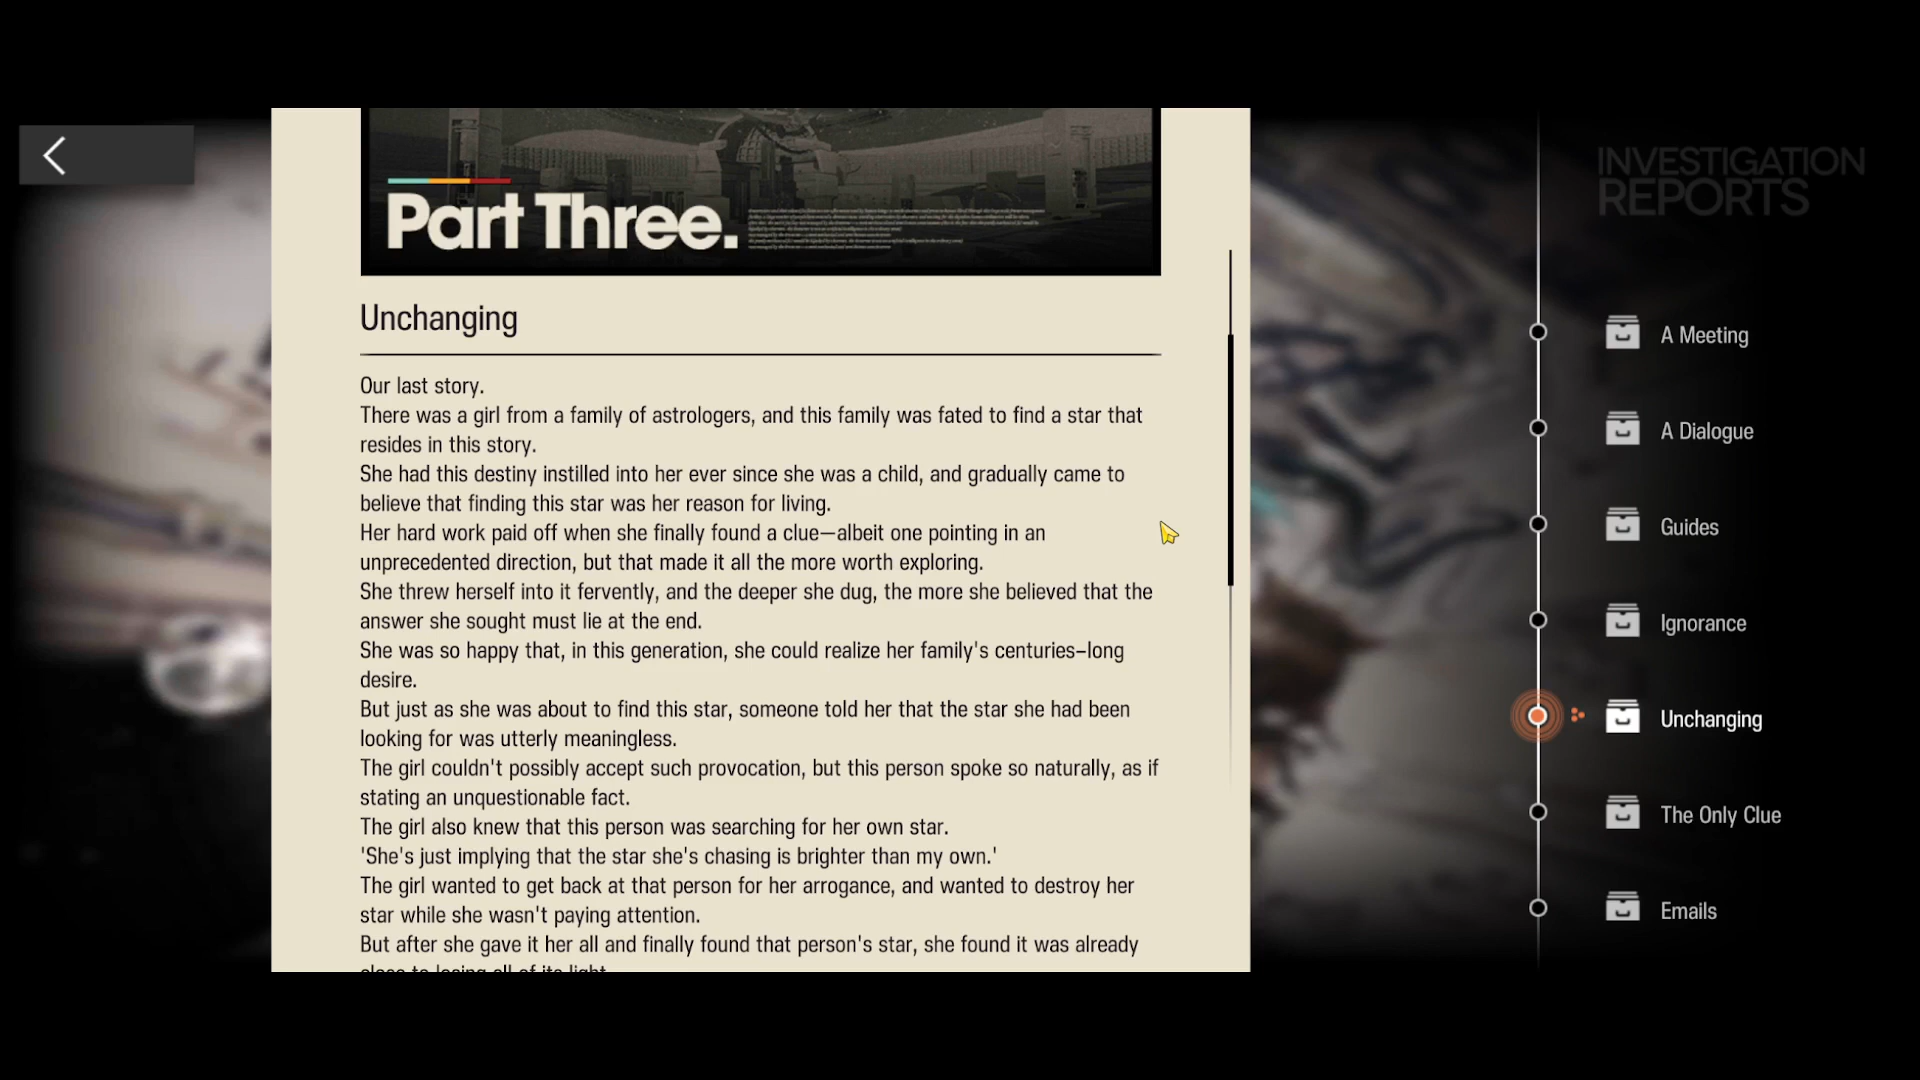 INVESTIGATION
REPORTS
Part Three.
Unchanging
Our last story.
There was a girl from a family of astrologers, and this family was fated to find a star that
resides in this story.
She had this destiny instilled into her ever since she was a child, and gradually came to
believe that finding this star was her reason for living.
Her hard work paid off when she finally found a clue—albeit one pointing in an
unprecedented direction, but that made it all the more worth exploring.
She threw herself into it fervently, and the deeper she dug, the more she believed that the
answer she sought must lie at the end.
She was so happy that, in this generation, she could realize her family's centuries–long
desire.
But just as she was about to find this star, someone told her that the star she had been
looking for was utterly meaningless.
The girl couldn't possibly accept such provocation, but this person spoke so naturally, as if
stating an unquestionable fact.
The girl also knew that this person was searching for her own star.
'She's just implying that the star she's chasing is brighter than my own.'
The girl wanted to get back at that person for her arrogance, and wanted to destroy her
star while she wasn't paying attention.
But after she gave it her all and finally found that person's star, she found it was already
close to losing all of its light
A Meeting
A Dialogue
Guides
Ignorance
Unchanging
The Only Clue
Emails